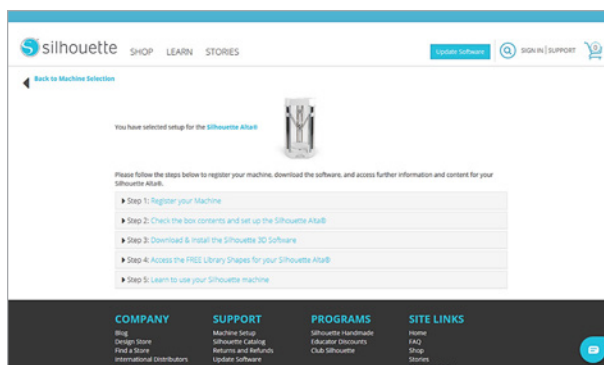 silhouette SHOP LEARN STORIES Update Software SIGN IN | SUPPORT 0
Back to Machine Selection
You have selected setup for the Silhouette Alta®
Please follow the steps below to register your machine, download the software, and access further information and content for your
Silhouette Alta®.
Step 1: Register your Machine
Step 2: Check the box contents and set up the Silhouette Alta®
Step 3: Download & Install the Silhouette 3D Software
Step 4: Access the FREE Library Shapes for your Silhouette Alta®
Step 5: Learn to use your Silhouette machine
COMPANY SUPPORT PROGRAMS SITE LINKS
Blog Machine Setup Silhouette Handmade Home
Design Store Silhouette Catalog Educator Discounts FAQ
Find a Store Returns and Refunds Club Silhouette Shop
International Distributors Update Software Stories